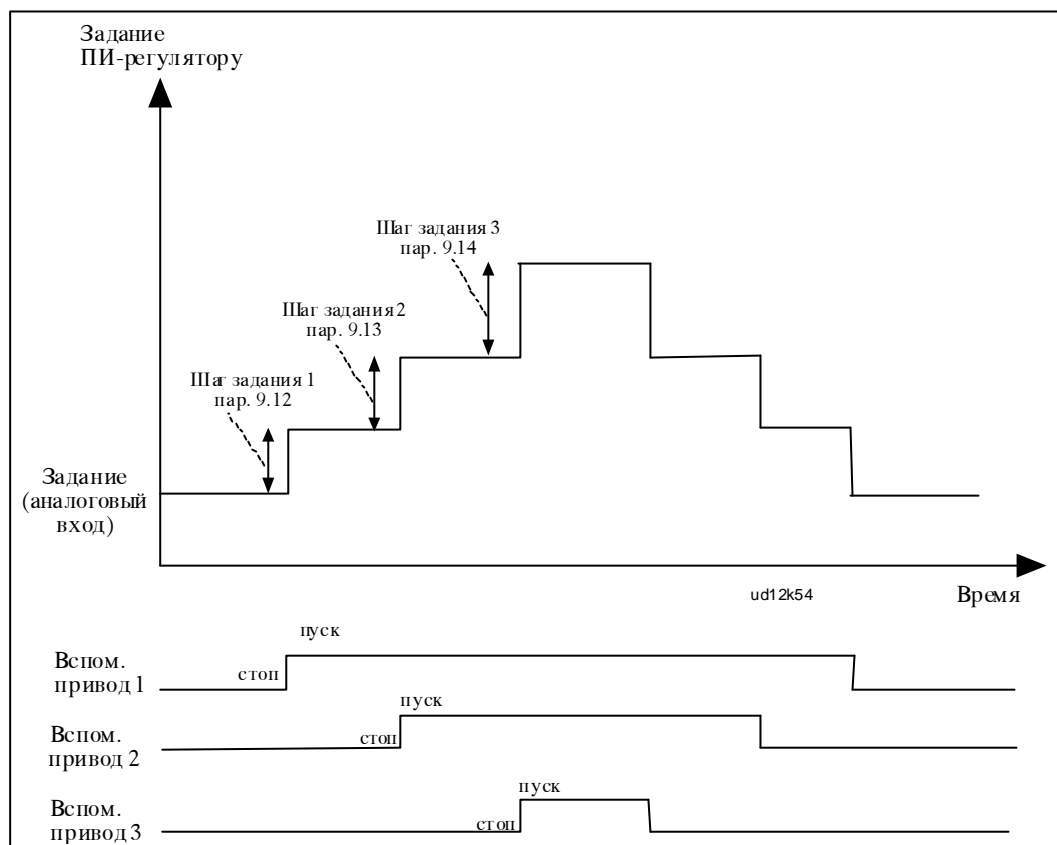 Задание
ПИ-регулятору
Шаг задания 3
пар. 9.14
Шаг задания 2
пар. 9.13
Шаг задания 1
пар. 9.12
Задание
(аналоговый
вход)
ud12k54
Время
пуск
Вспом.
привод 1
стоп
пуск
Вспом.
привод 2
стоп
пуск
Вспом.
привод 3
стоп